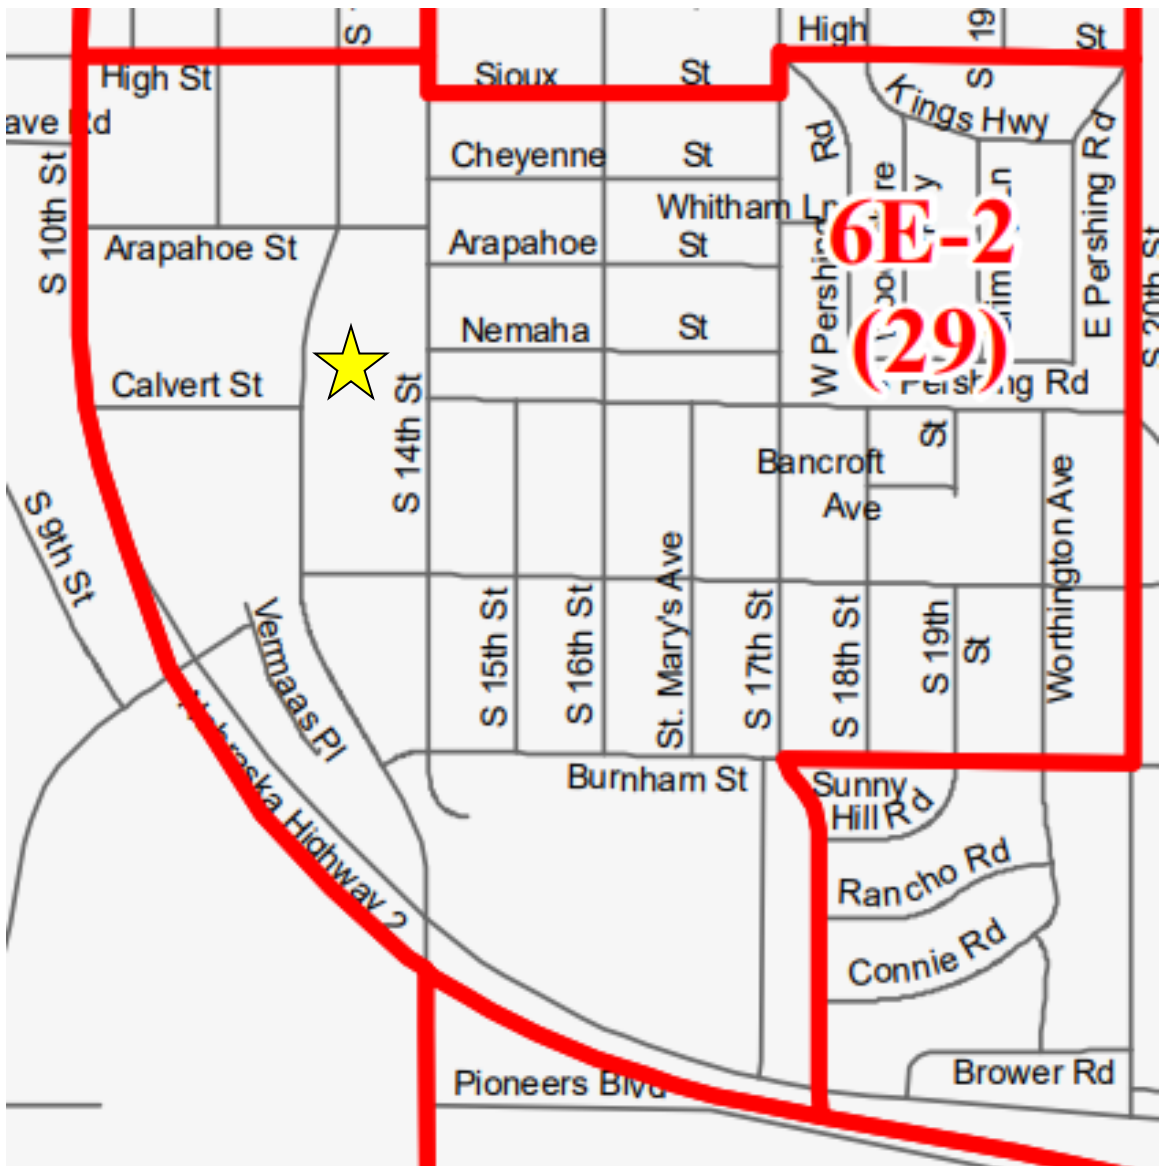 S
High
S 19
St
High St
Sioux St
Kings Hwy
ave Rd
Cheyenne St
Rd
S 10th St
Whitham Ln
E Pershing Rd
6E-2
Arapahoe St
Arapahoe St
W Pershing
Ln
S 20th St
Nemaha St
(29)
Calvert St
Pershing Rd
S 14th St
St
Bancroft
Ave
S 9th St
Worthington Ave
Vermaas Pl
S 15th St
S 16th St
St. Mary's Ave
S 17th St
S 18th St
S 19th
St
Nebraska Highway 2
Burnham St
Sunny
Hill Rd
Rancho Rd
Connie Rd
Pioneers Blvd
Brower Rd